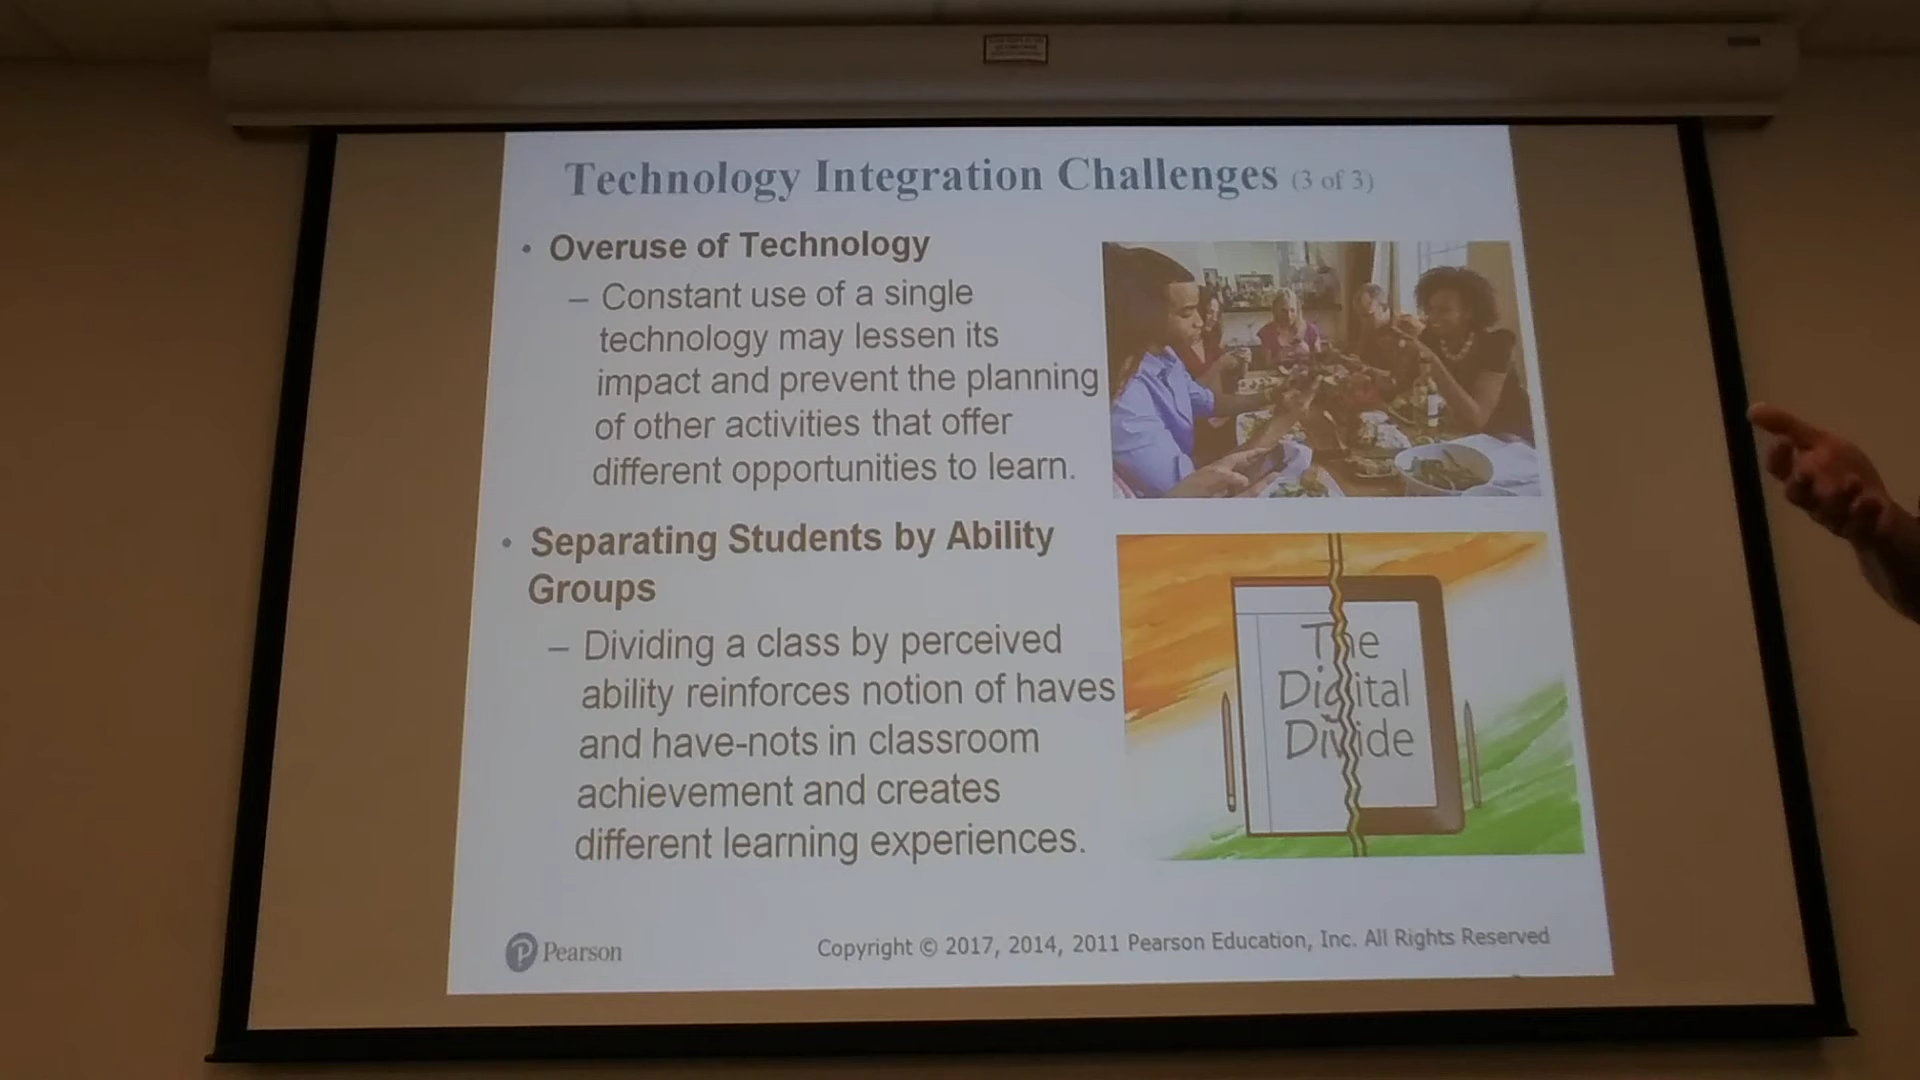 Technology Integration Challenges (3 of 3)
• Overuse of Technology
– Constant use of a single
technology may lessen its
impact and prevent the planning
of other activities that offer
different opportunities to learn.
• Separating Students by Ability
Groups
– Dividing a class by perceived
ability reinforces notion of haves
and have-nots in classroom
achievement and creates
different learning experiences.
The
Digital
Divide
Pearson
Copyright © 2017, 2014, 2011 Pearson Education, Inc. All Rights Reserved